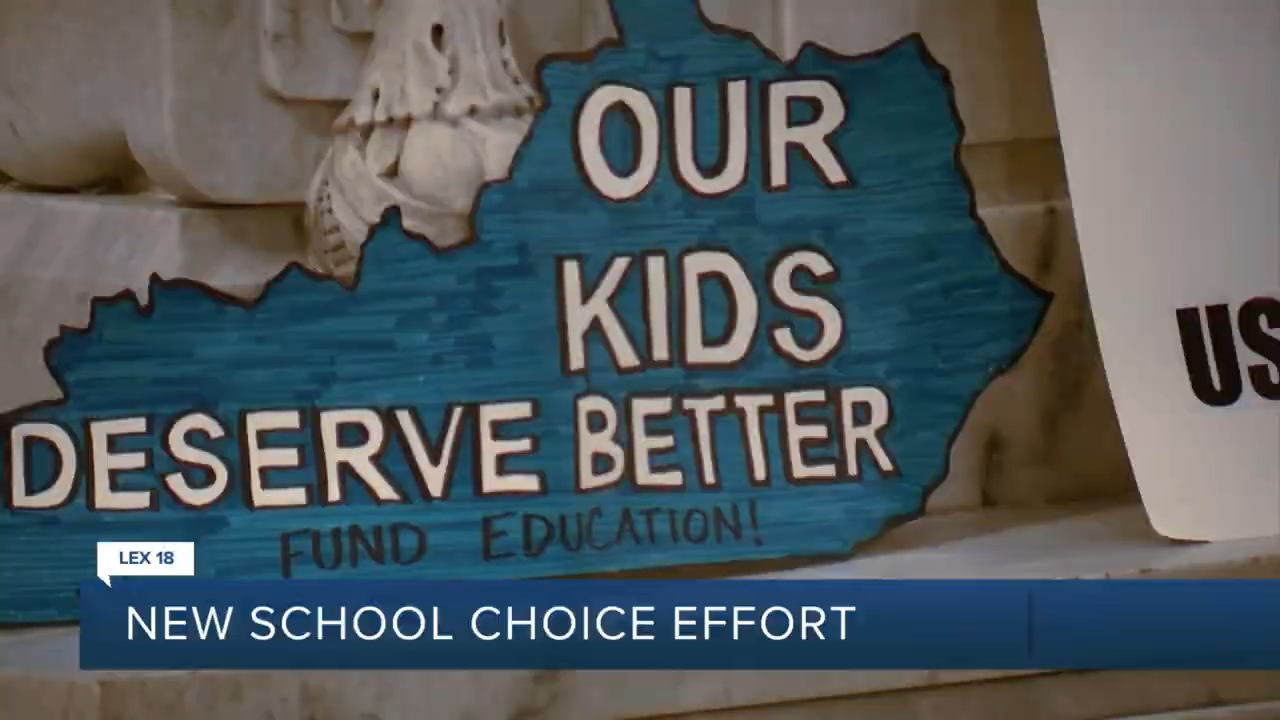 OUR
KIDS
DESERVE BETTER
FUND EDUCATION!
US
LEX 18
NEW SCHOOL CHOICE EFFORT